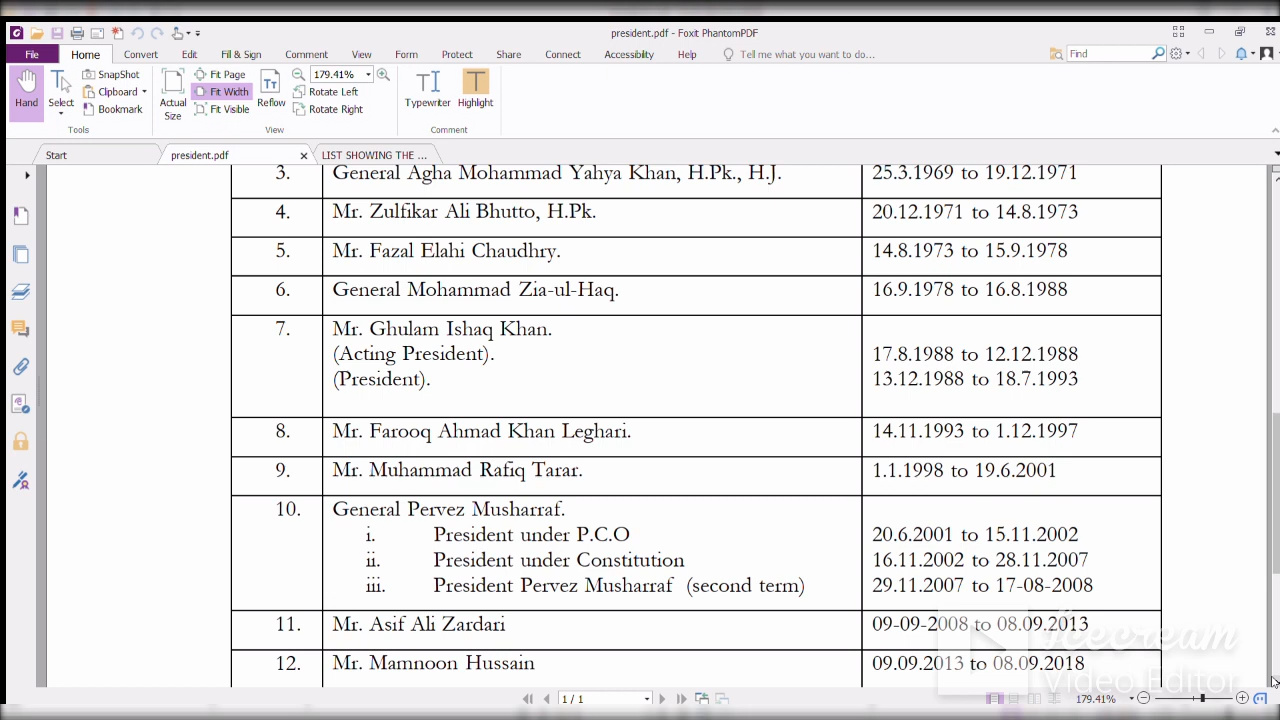 president.pdf - Foxit PhantomPDF
File Home Convert Edit Fill & Sign Comment View Form Protect Share Connect Accessibility Help Tell me what you want to do... Find
Hand
Select
SnapShot
Clipboard
Bookmark
Tools
Actual Size
Fit Page
Fit Width
Fit Visible
Reflow
179.41%
Rotate Left
Rotate Right
View
Typewriter
Highlight
Comment
Start president.pdf LIST SHOWING THE ...
3. General Agha Mohammad Yahya Khan, H.Pk., H.J. 25.3.1969 to 19.12.1971
4. Mr. Zulfikar Ali Bhutto, H.Pk. 20.12.1971 to 14.8.1973
5. Mr. Fazal Elahi Chaudhry. 14.8.1973 to 15.9.1978
6. General Mohammad Zia-ul-Haq. 16.9.1978 to 16.8.1988
7. Mr. Ghulam Ishaq Khan.
(Acting President). 17.8.1988 to 12.12.1988
(President). 13.12.1988 to 18.7.1993
8. Mr. Farooq Ahmad Khan Leghari. 14.11.1993 to 1.12.1997
9. Mr. Muhammad Rafiq Tarar. 1.1.1998 to 19.6.2001
10. General Pervez Musharraf.
i. President under P.C.O 20.6.2001 to 15.11.2002
ii. President under Constitution 16.11.2002 to 28.11.2007
iii. President Pervez Musharraf (second term) 29.11.2007 to 17-08-2008
11. Mr. Asif Ali Zardari 09-09-2008 to 08.09.2013
12. Mr. Mamnoon Hussain 09.09.2013 to 08.09.2018
Icecream
Video Editor
1 / 1 179.41%